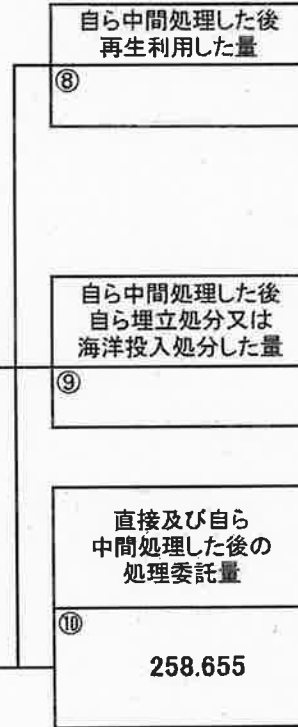 自ら中間処理した後
再生利用した量
⑧
自ら中間処理した後
自ら埋立処分又は
海洋投入処分した量
⑨
直接及び自ら
中間処理した後の
処理委託量
⑩
258.655